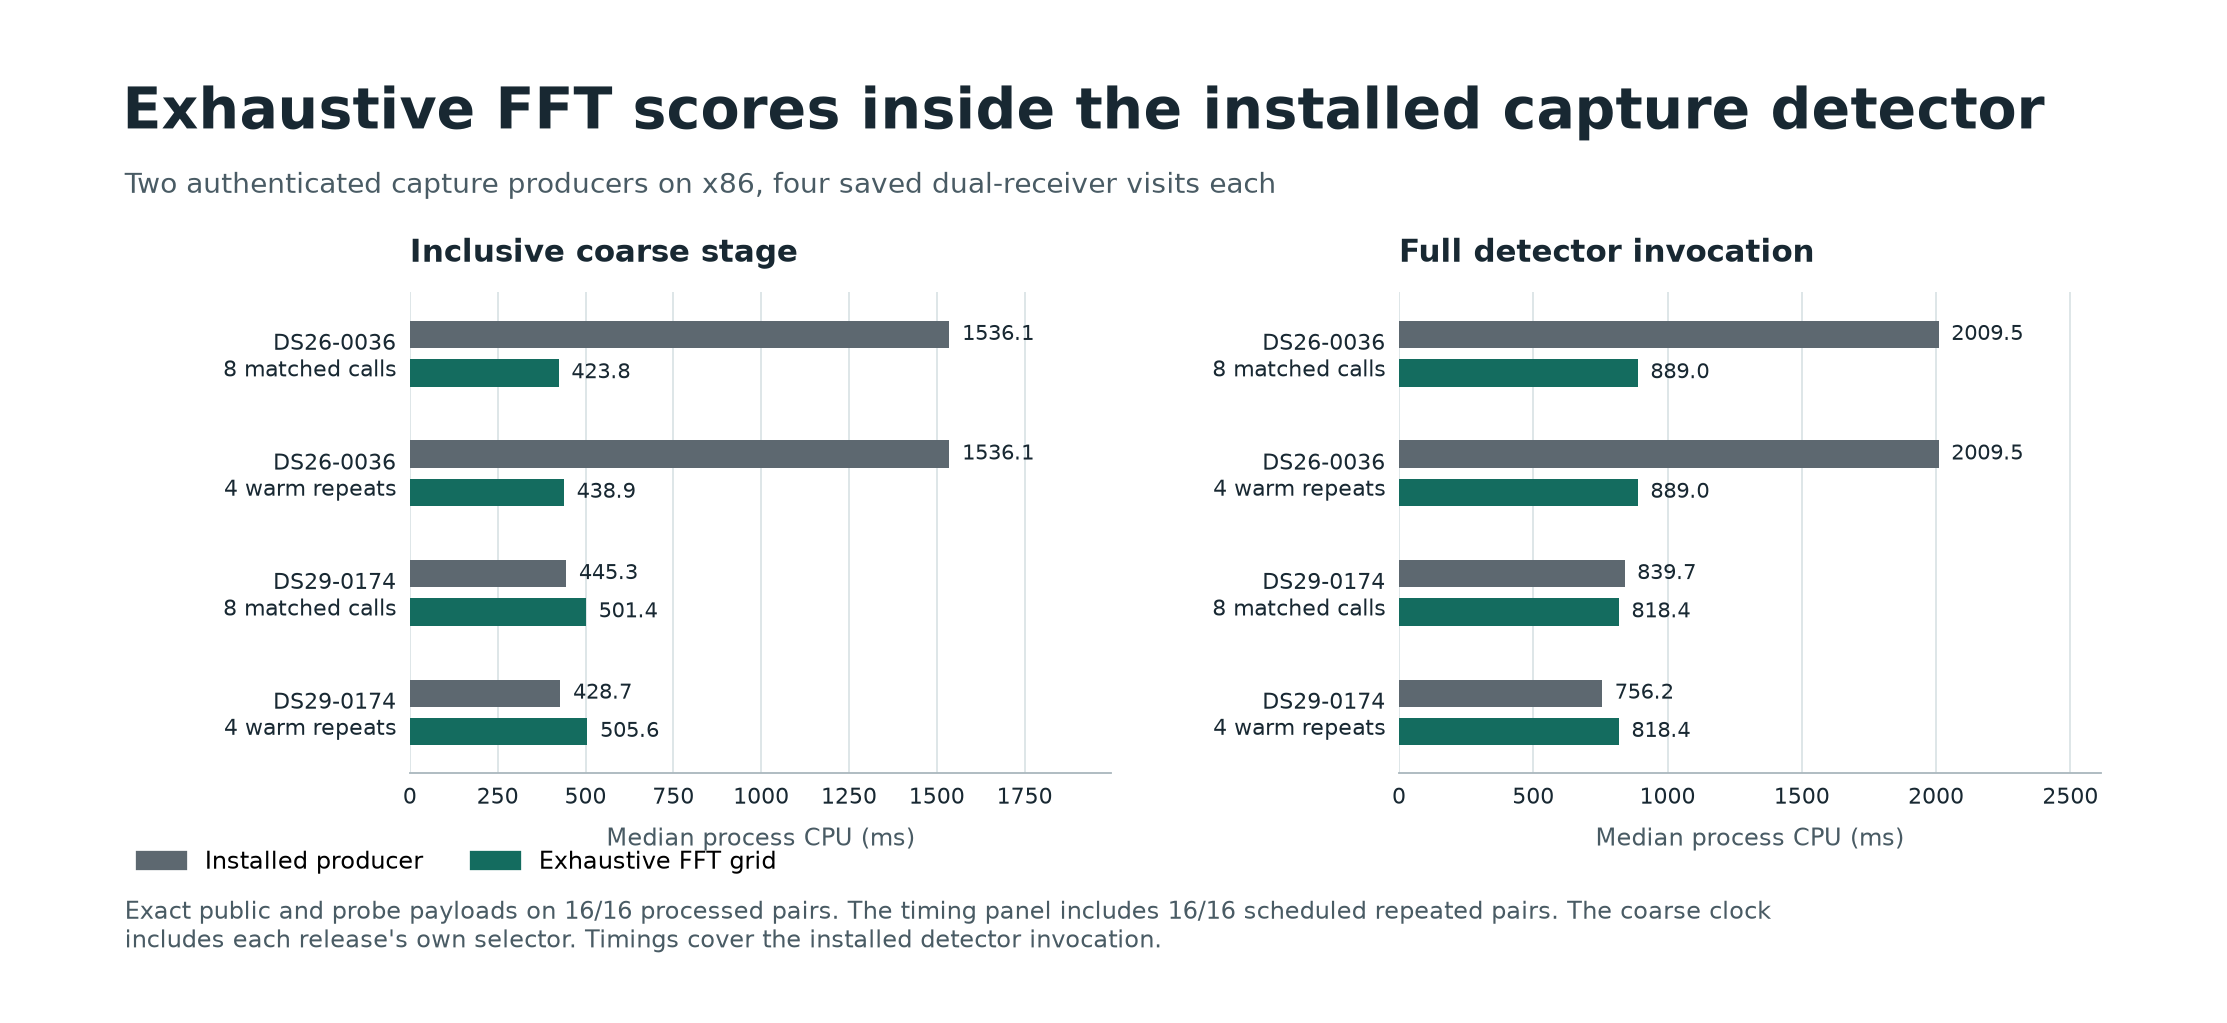 Exhaustive FFT scores inside the installed capture detector
Two authenticated capture producers on x86, four saved dual-receiver visits each
Inclusive coarse stage
DS26-0036
8 matched calls
1536.1
423.8
DS26-0036
4 warm repeats
1536.1
438.9
DS29-0174
8 matched calls
445.3
501.4
DS29-0174
4 warm repeats
428.7
505.6
0 250 500 750 1000 1250 1500 1750
Median process CPU (ms)
Full detector invocation
DS26-0036
8 matched calls
2009.5
889.0
DS26-0036
4 warm repeats
2009.5
889.0
DS29-0174
8 matched calls
839.7
818.4
DS29-0174
4 warm repeats
756.2
818.4
0 500 1000 1500 2000 2500
Median process CPU (ms)
Installed producer Exhaustive FFT grid
Exact public and probe payloads on 16/16 processed pairs. The timing panel includes 16/16 scheduled repeated pairs. The coarse clock
includes each release's own selector. Timings cover the installed detector invocation.